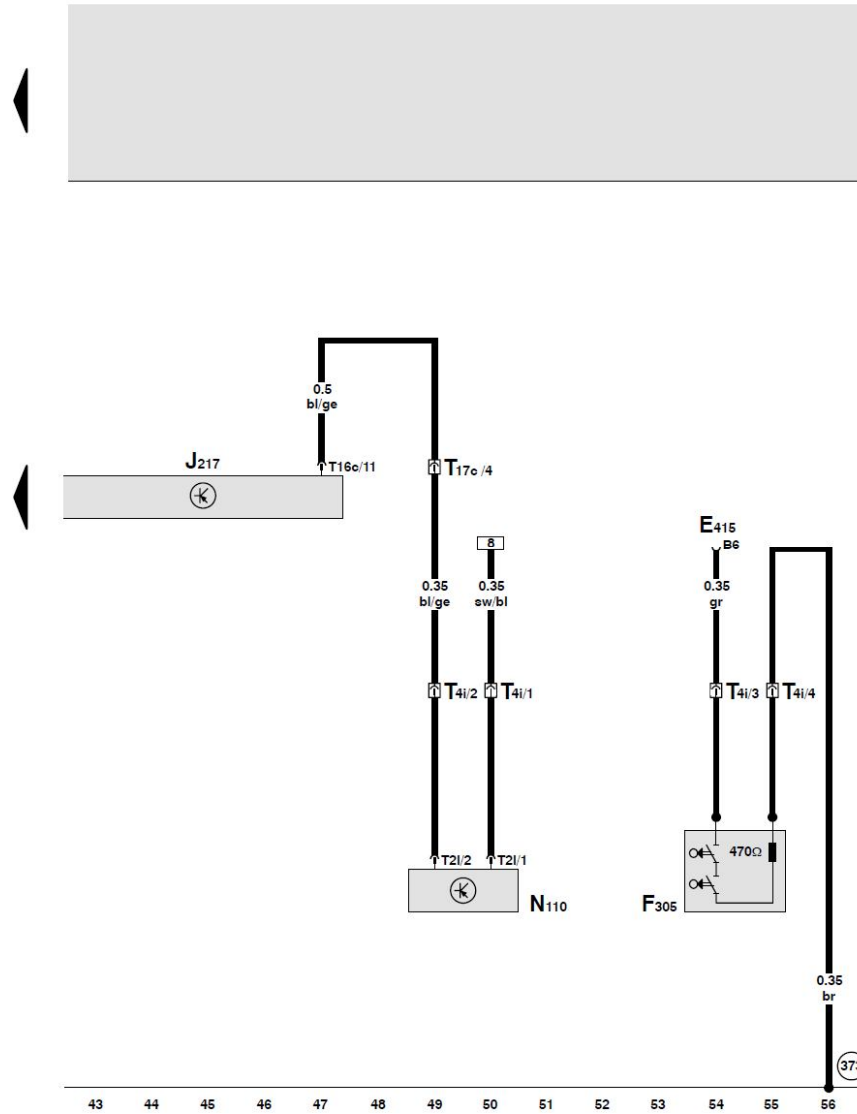 0.5
bl/ge
J217
T16c/11
T17c /4
E415
B6
8
0.35
bl/ge
0.35
sw/bl
0.35
gr
T4i/2
T4i/1
T4i/3
T4i/4
470Ω
T2l/2
T2l/1
N110
F305
0.35
br
43 44 45 46 47 48 49 50 51 52 53 54 55 56